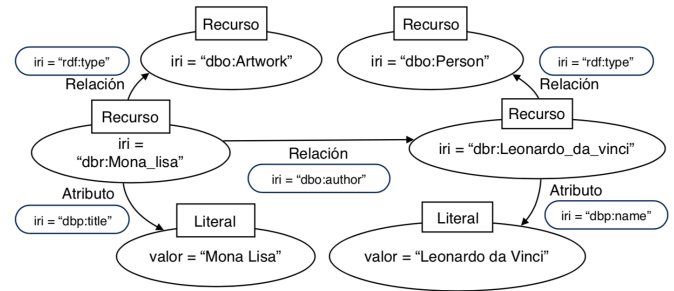 Recurso
iri = “dbo:Artwork”
Recurso
iri = “dbo:Person”
iri = “rdf:type”
Relación
iri = “rdf:type”
Relación
Recurso
iri =
“dbr:Mona_lisa”
Relación
iri = “dbo:author”
Recurso
iri = “dbr:Leonardo_da_vinci”
Atributo
iri = “dbp:title”
Atributo
iri = “dbp:name”
Literal
valor = “Mona Lisa”
Literal
valor = “Leonardo da Vinci”